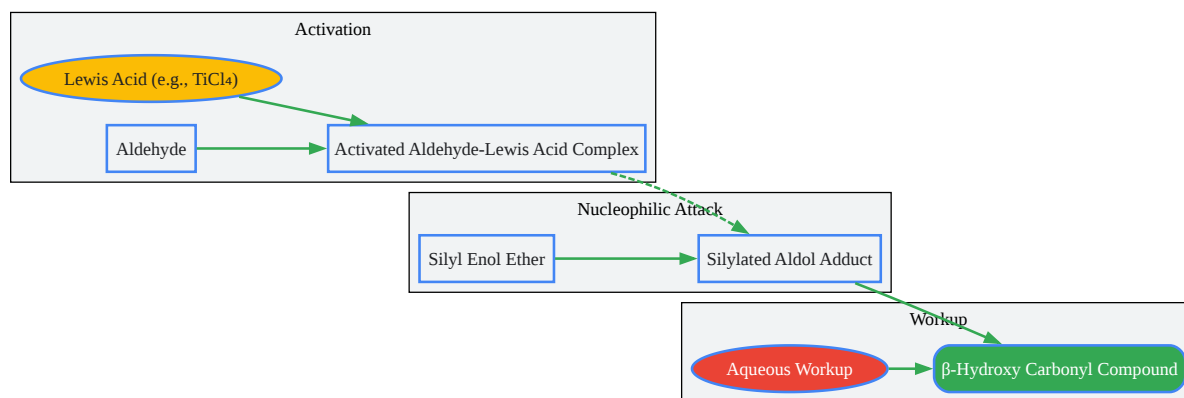 Activation
Lewis Acid (e.g., TiCl₄)
Aldehyde
Activated Aldehyde-Lewis Acid Complex
Nucleophilic Attack
Silyl Enol Ether
Silylated Aldol Adduct
Workup
Aqueous Workup
β-Hydroxy Carbonyl Compound